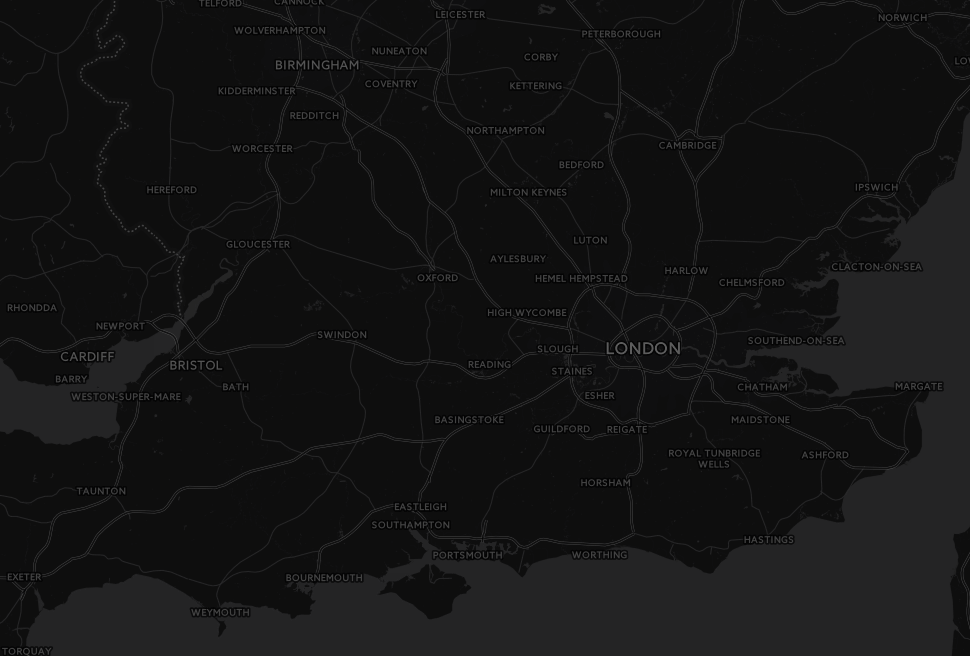 TELFORD
CANNOCK
LEICESTER
NORWICH
WOLVERHAMPTON
PETERBOROUGH
NUNEATON
CORBY
BIRMINGHAM
COVENTRY
KETTERING
KIDDERMINSTER
REDDITCH
NORTHAMPTON
WORCESTER
CAMBRIDGE
BEDFORD
HEREFORD
MILTON KEYNES
IPSWICH
GLOUCESTER
LUTON
AYLESBURY
CLACTON-ON-SEA
OXFORD
HEMEL HEMPSTEAD
HARLOW
CHELMSFORD
RHONDDA
HIGH WYCOMBE
NEWPORT
SWINDON
SOUTHEND-ON-SEA
SLOUGH
LONDON
CARDIFF
BRISTOL
READING
STAINES
BARRY
BATH
CHATHAM
MARGATE
WESTON-SUPER-MARE
ESHER
BASINGSTOKE
GUILDFORD
REIGATE
MAIDSTONE
ROYAL TUNBRIDGE
WELLS
ASHFORD
HORSHAM
TAUNTON
EASTLEIGH
SOUTHAMPTON
HASTINGS
PORTSMOUTH
WORTHING
EXETER
BOURNEMOUTH
WEYMOUTH
TORQUAY